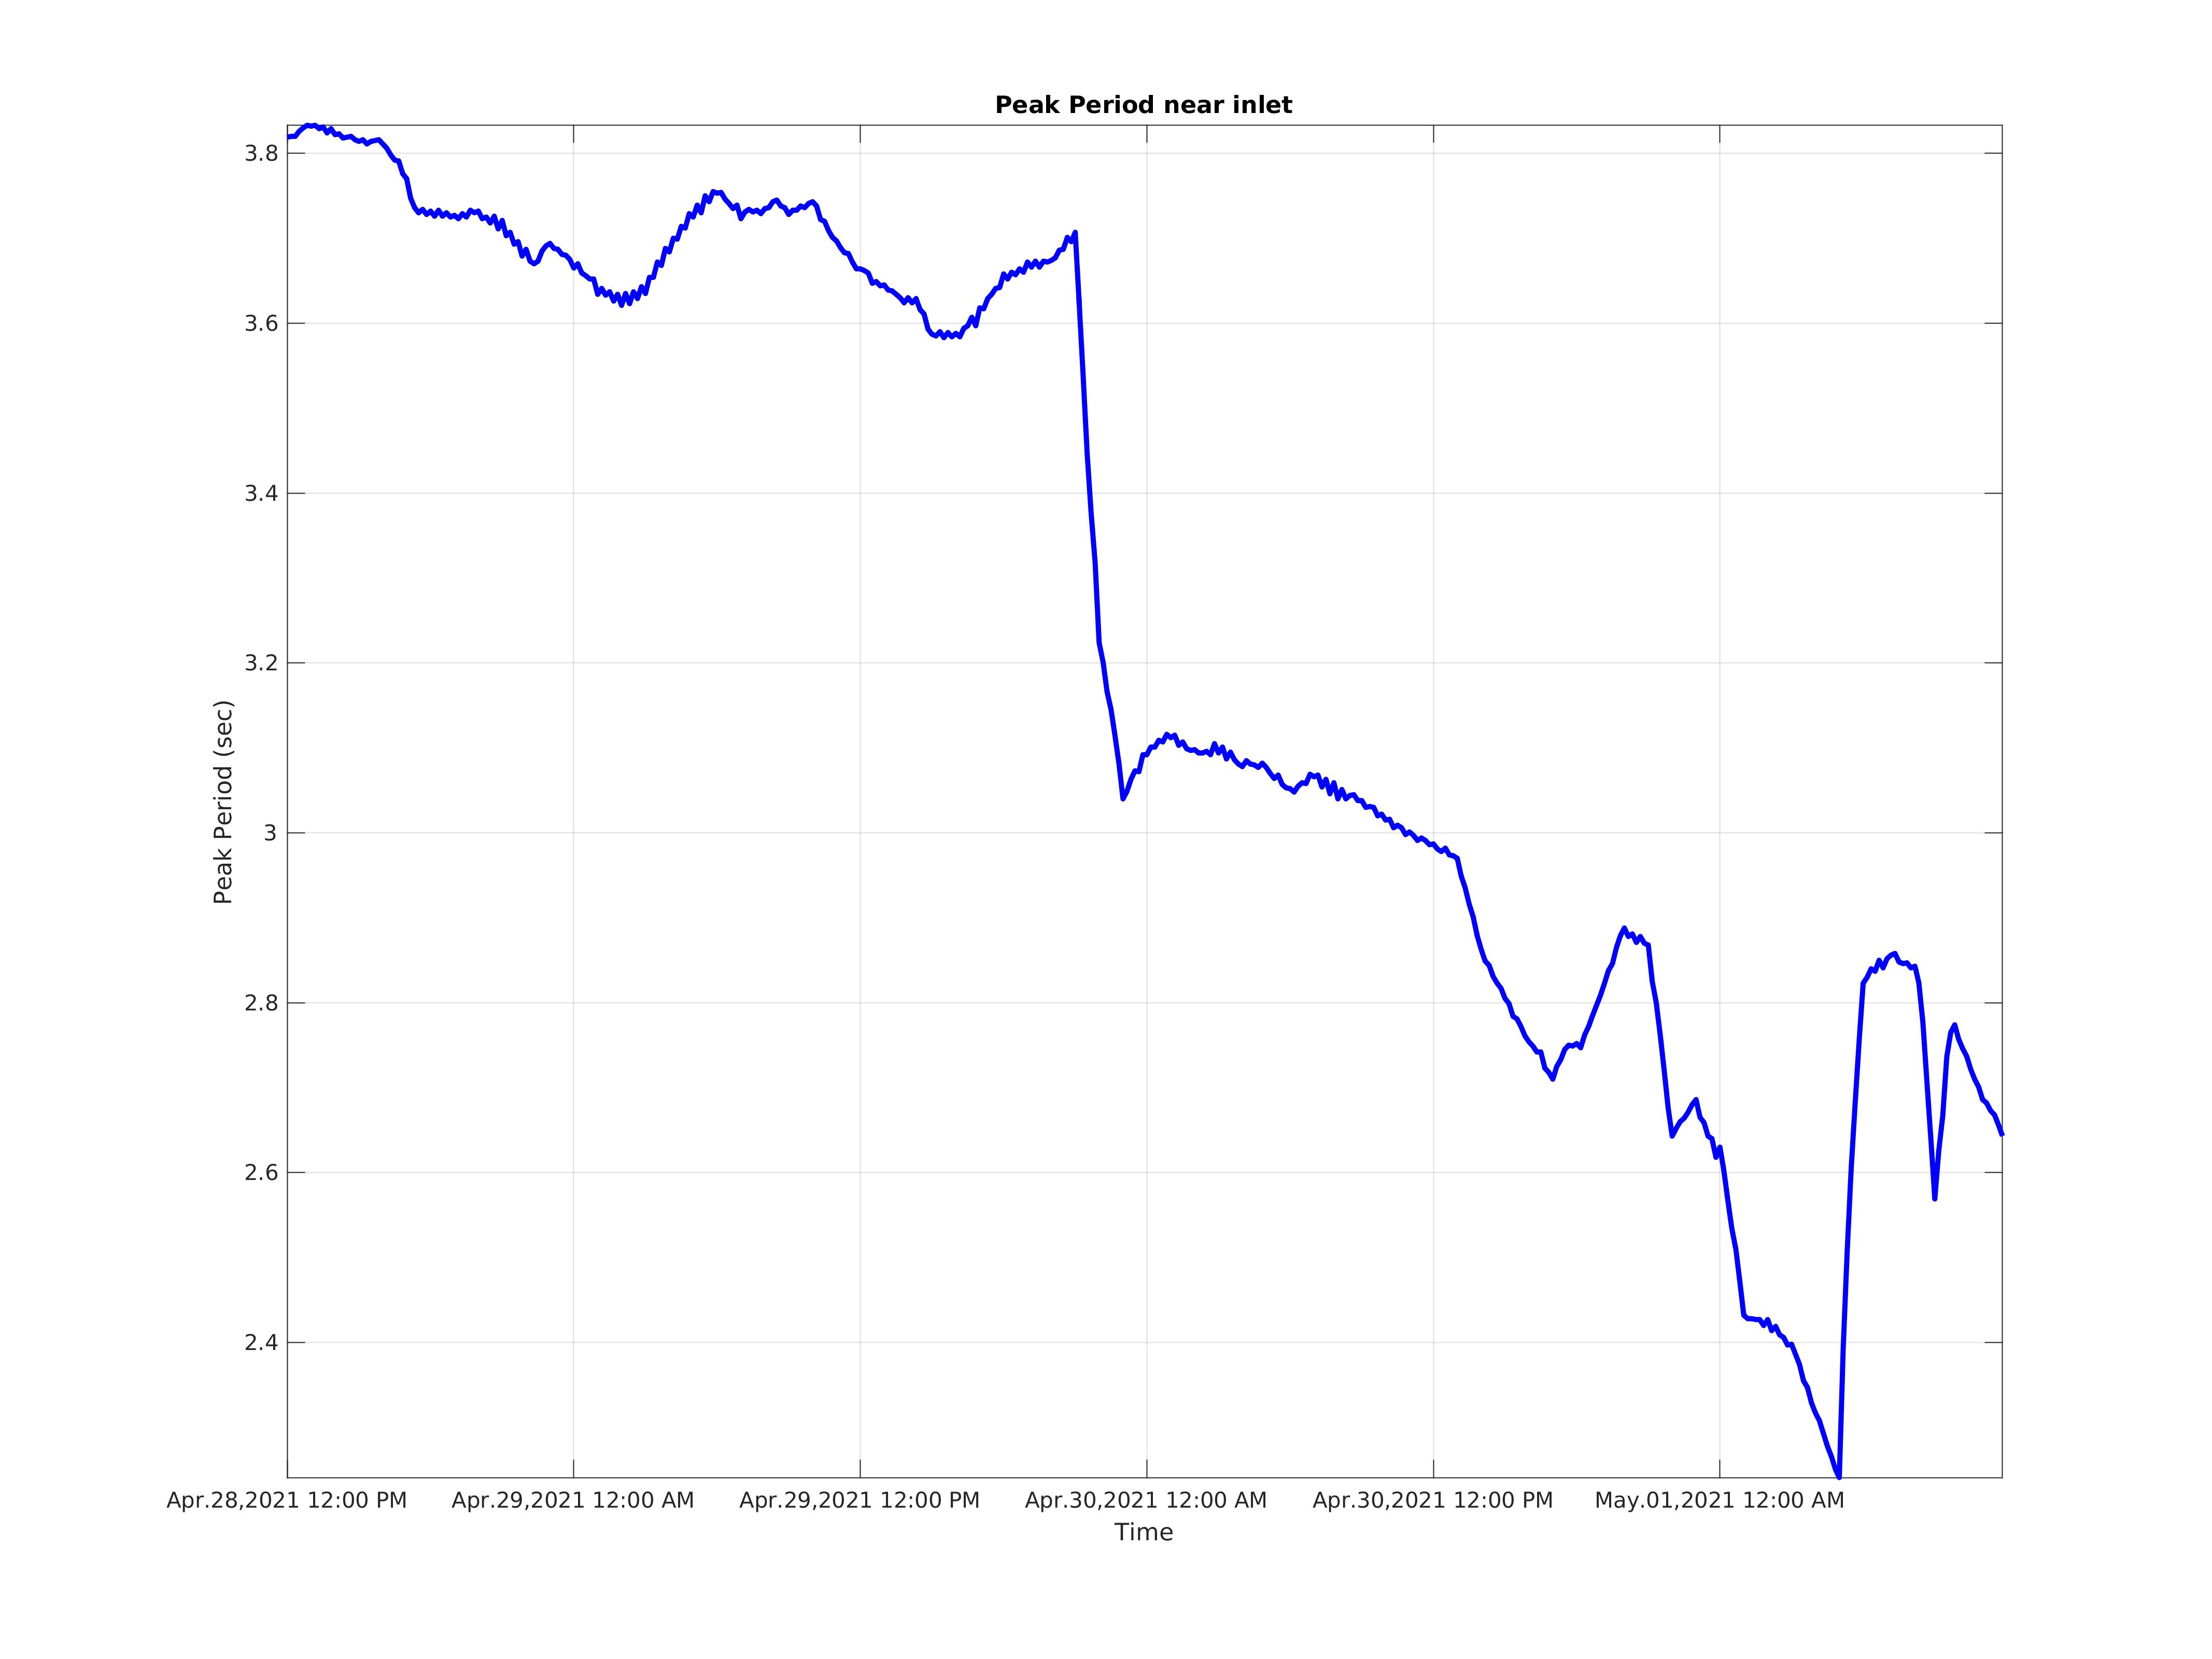 Peak Period near inlet
3.8
3.6
3.4
3.2
3
2.8
2.6
2.4
Peak Period (sec)
Apr.28,2021 12:00 PM
Apr.29,2021 12:00 AM
Apr.29,2021 12:00 PM
Apr.30,2021 12:00 AM
Apr.30,2021 12:00 PM
May.01,2021 12:00 AM
Time